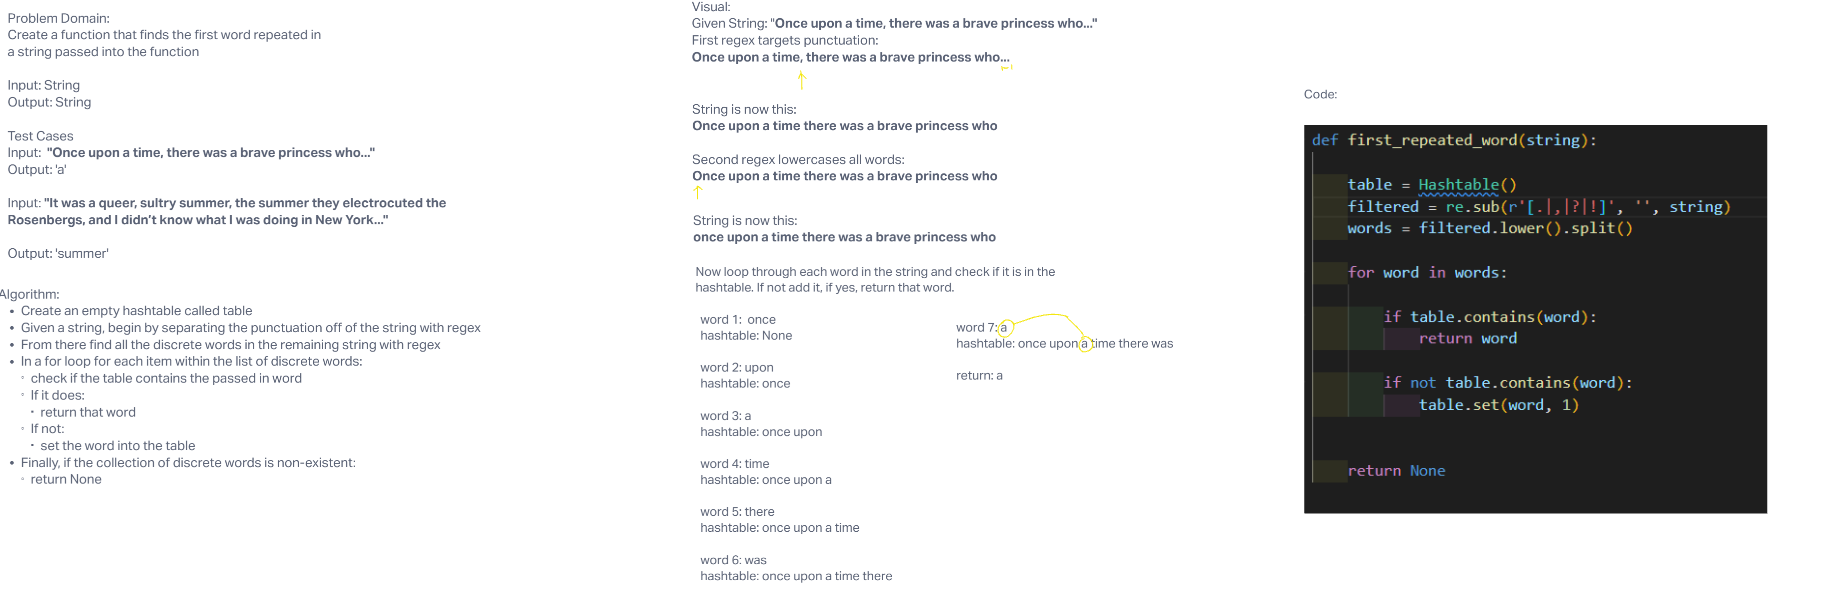 Problem Domain:
Create a function that finds the first word repeated in
a string passed into the function
Input: String
Output: String
Test Cases
Input: "Once upon a time, there was a brave princess who..."
Output: 'a'
Input: "It was a queer, sultry summer, the summer they electrocuted the
Rosenbergs, and I didn't know what I was doing in New York..."
Output: 'summer'
Algorithm:
• Create an empty hashtable called table
• Given a string, begin by separating the punctuation off of the string with regex
• From there find all the discrete words in the remaining string with regex
• In a for loop for each item within the list of discrete words:
◦ check if the table contains the passed in word
◦ If it does:
▪ return that word
◦ If not:
▪ set the word into the table
• Finally, if the collection of discrete words is non-existent:
◦ return None
Visual:
Given String: "Once upon a time, there was a brave princess who..."
First regex targets punctuation:
Once upon a time, there was a brave princess who...
String is now this:
Once upon a time there was a brave princess who
Second regex lowercases all words:
Once upon a time there was a brave princess who
String is now this:
once upon a time there was a brave princess who
Now loop through each word in the string and check if it is in the
hashtable. If not add it, if yes, return that word.
word 1: once
hashtable: None
word 2: upon
hashtable: once
word 3: a
hashtable: once upon
word 4: time
hashtable: once upon a
word 5: there
hashtable: once upon a time
word 6: was
hashtable: once upon a time there
word 7: a
hashtable: once upon a time there was
return: a
Code:
def first_repeated_word(string):
table = Hashtable()
filtered = re.sub(r'[.|,|?|!]', '', string)
words = filtered.lower().split()
for word in words:
if table.contains(word):
return word
if not table.contains(word):
table.set(word, 1)
return None